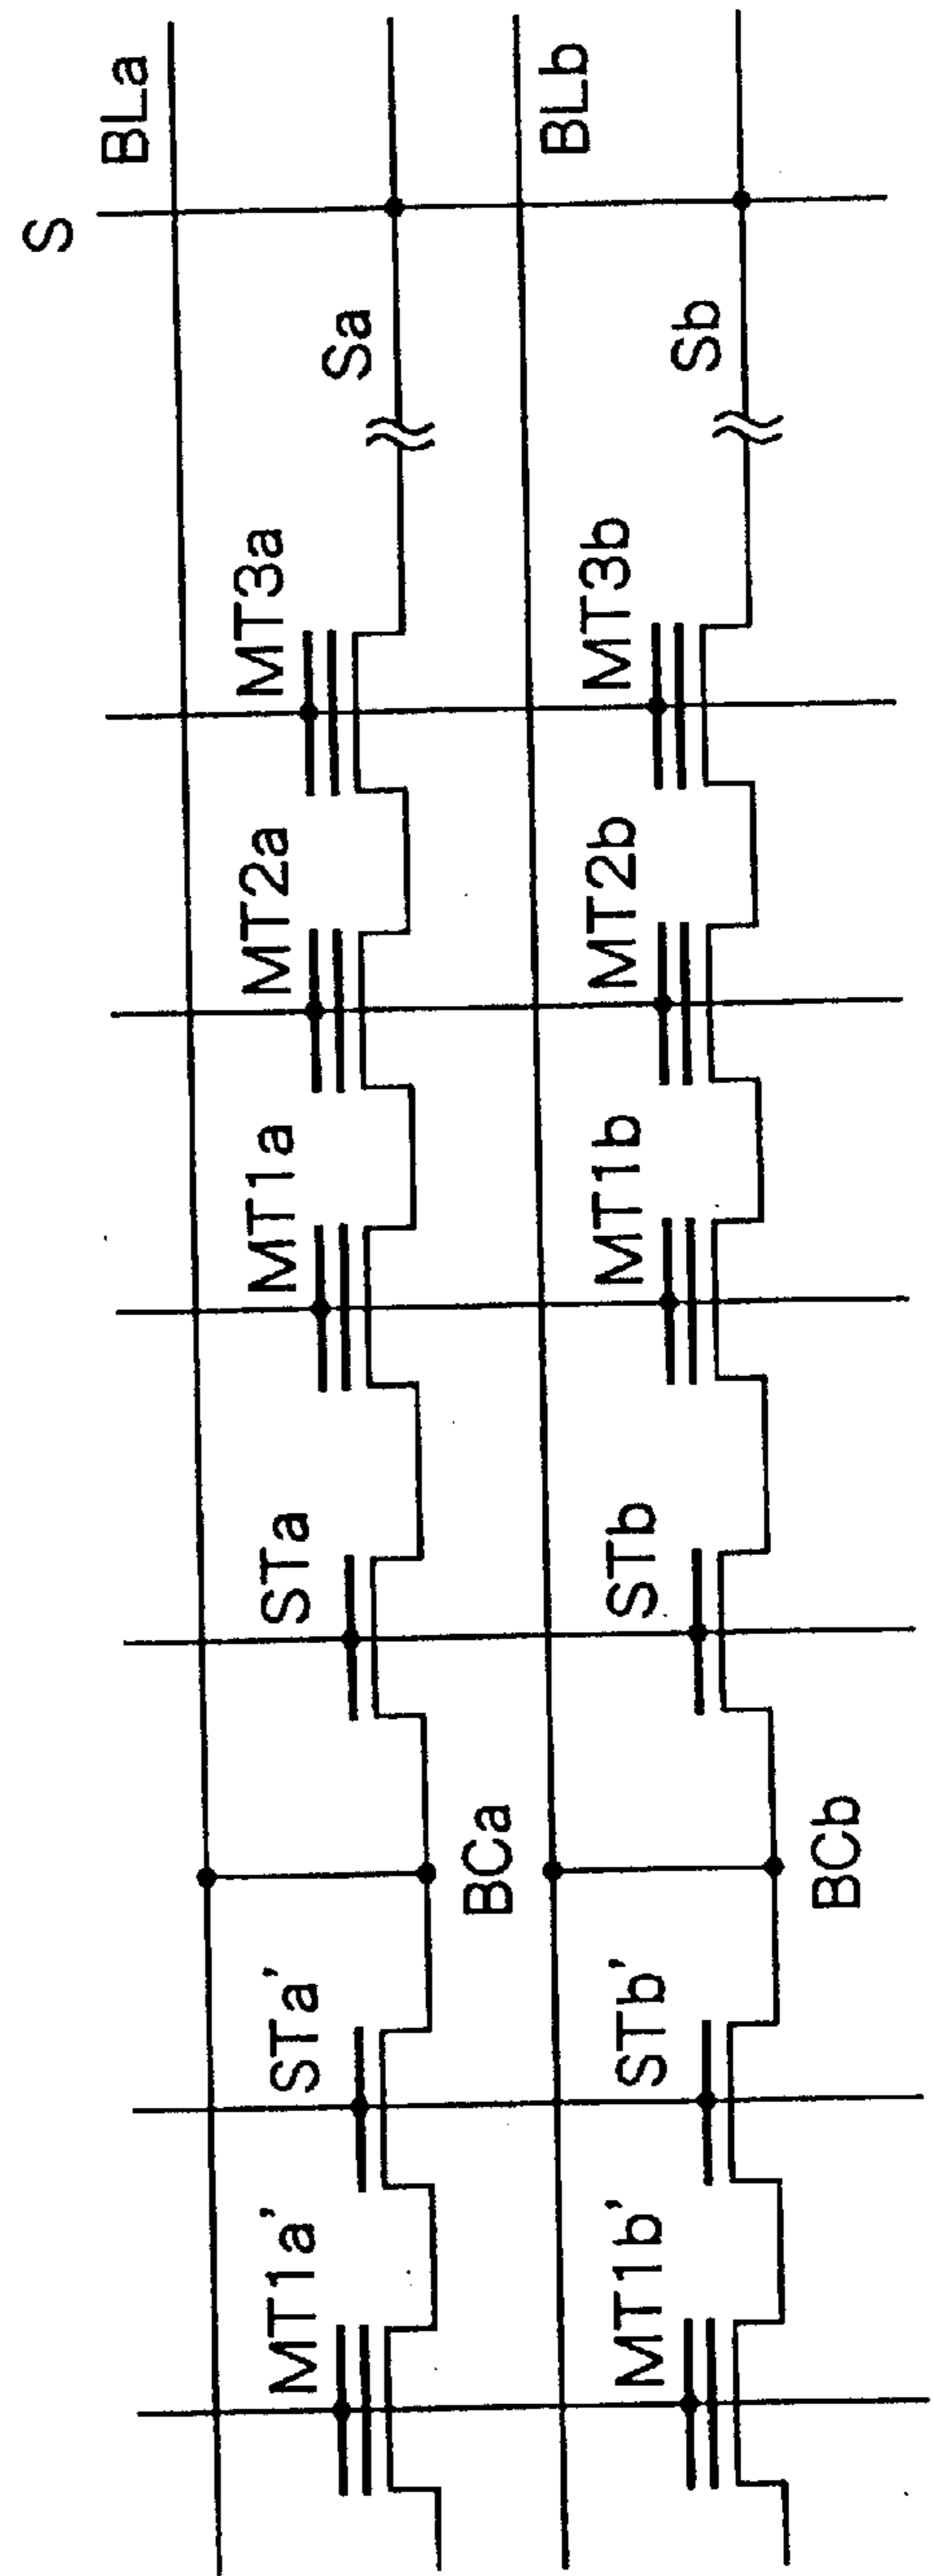 S
BLa
MT1a' STa' STa MT1a MT2a MT3a Sa
BCa
BLb
MT1b' STb' STb MT1b MT2b MT3b Sb
BCb